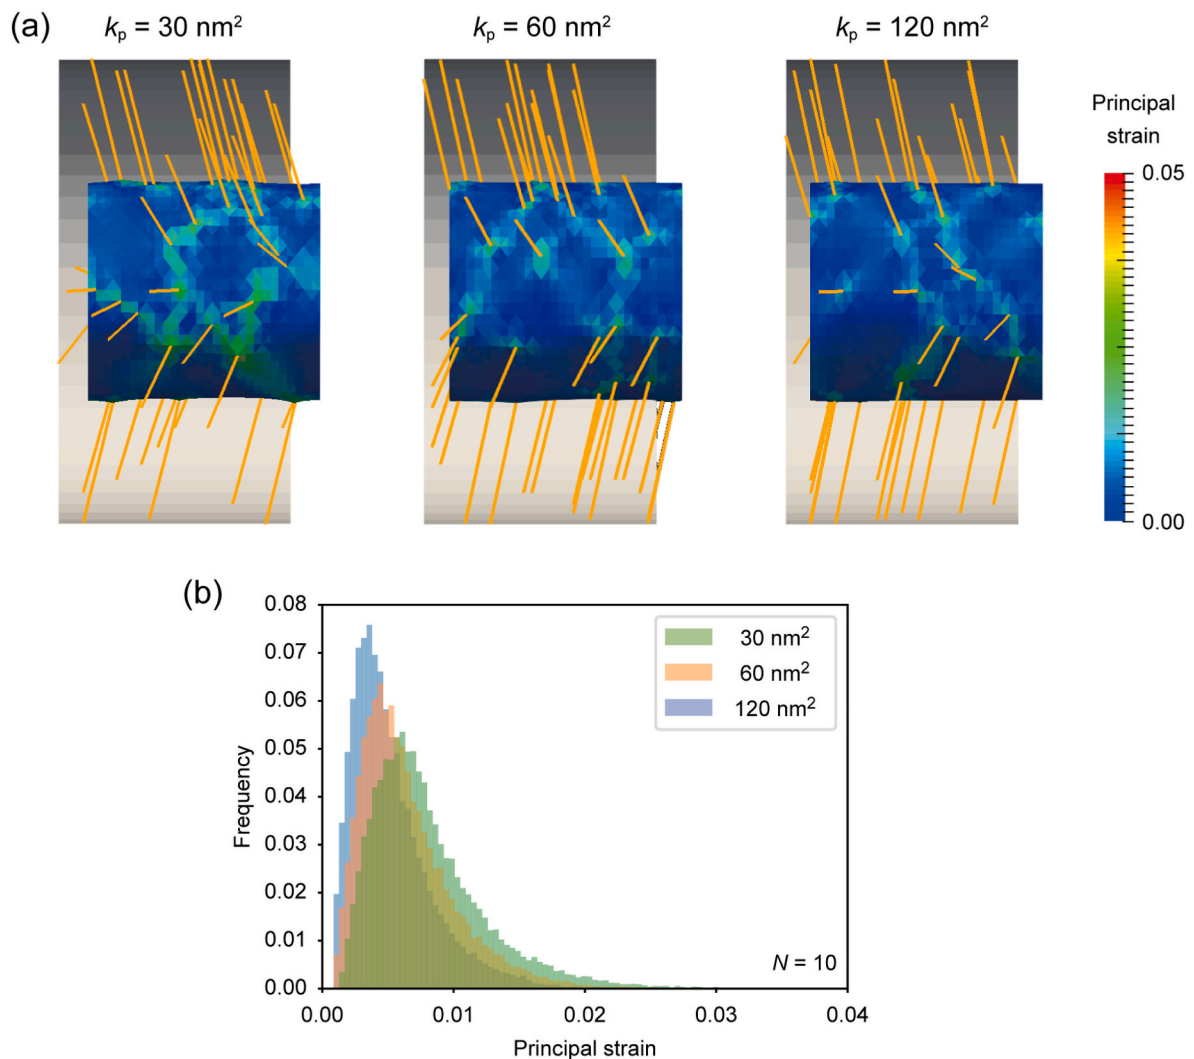 (a)
kₚ = 30 nm²
kₚ = 60 nm²
kₚ = 120 nm²
Principal
strain
0.05
0.00
(b)
0.08
0.07
0.06
0.05
0.04
0.03
0.02
0.01
0.00
Frequency
30 nm²
60 nm²
120 nm²
N = 10
0.00
0.01
0.02
0.03
0.04
Principal strain